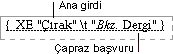 Ana girdi
{ XE "Çırak" \t "Bkz. Dergi" }
Çapraz başvuru